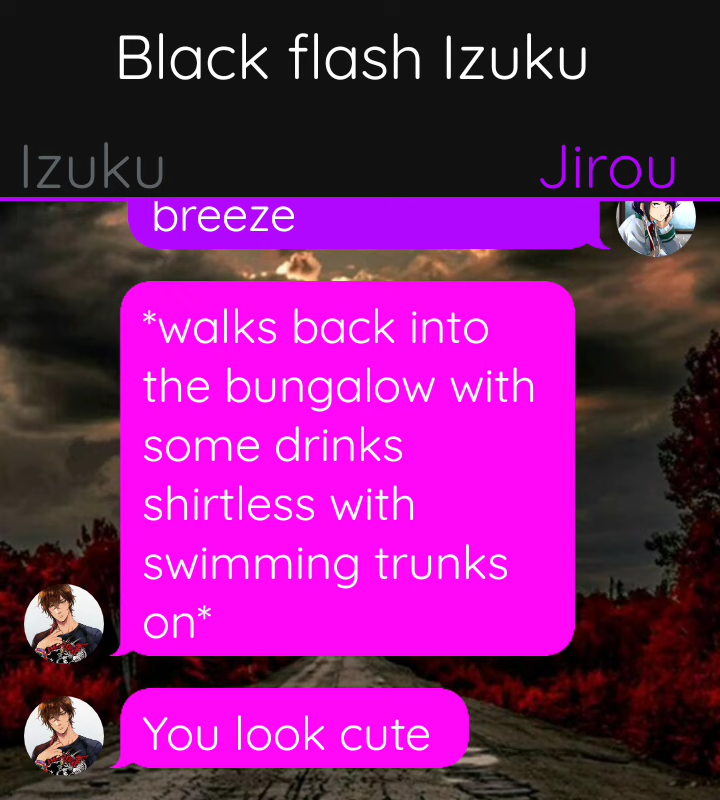 Black flash Izuku
Izuku
Jirou
breeze
*walks back into
the bungalow with
some drinks
shirtless with
swimming trunks
on*
You look cute